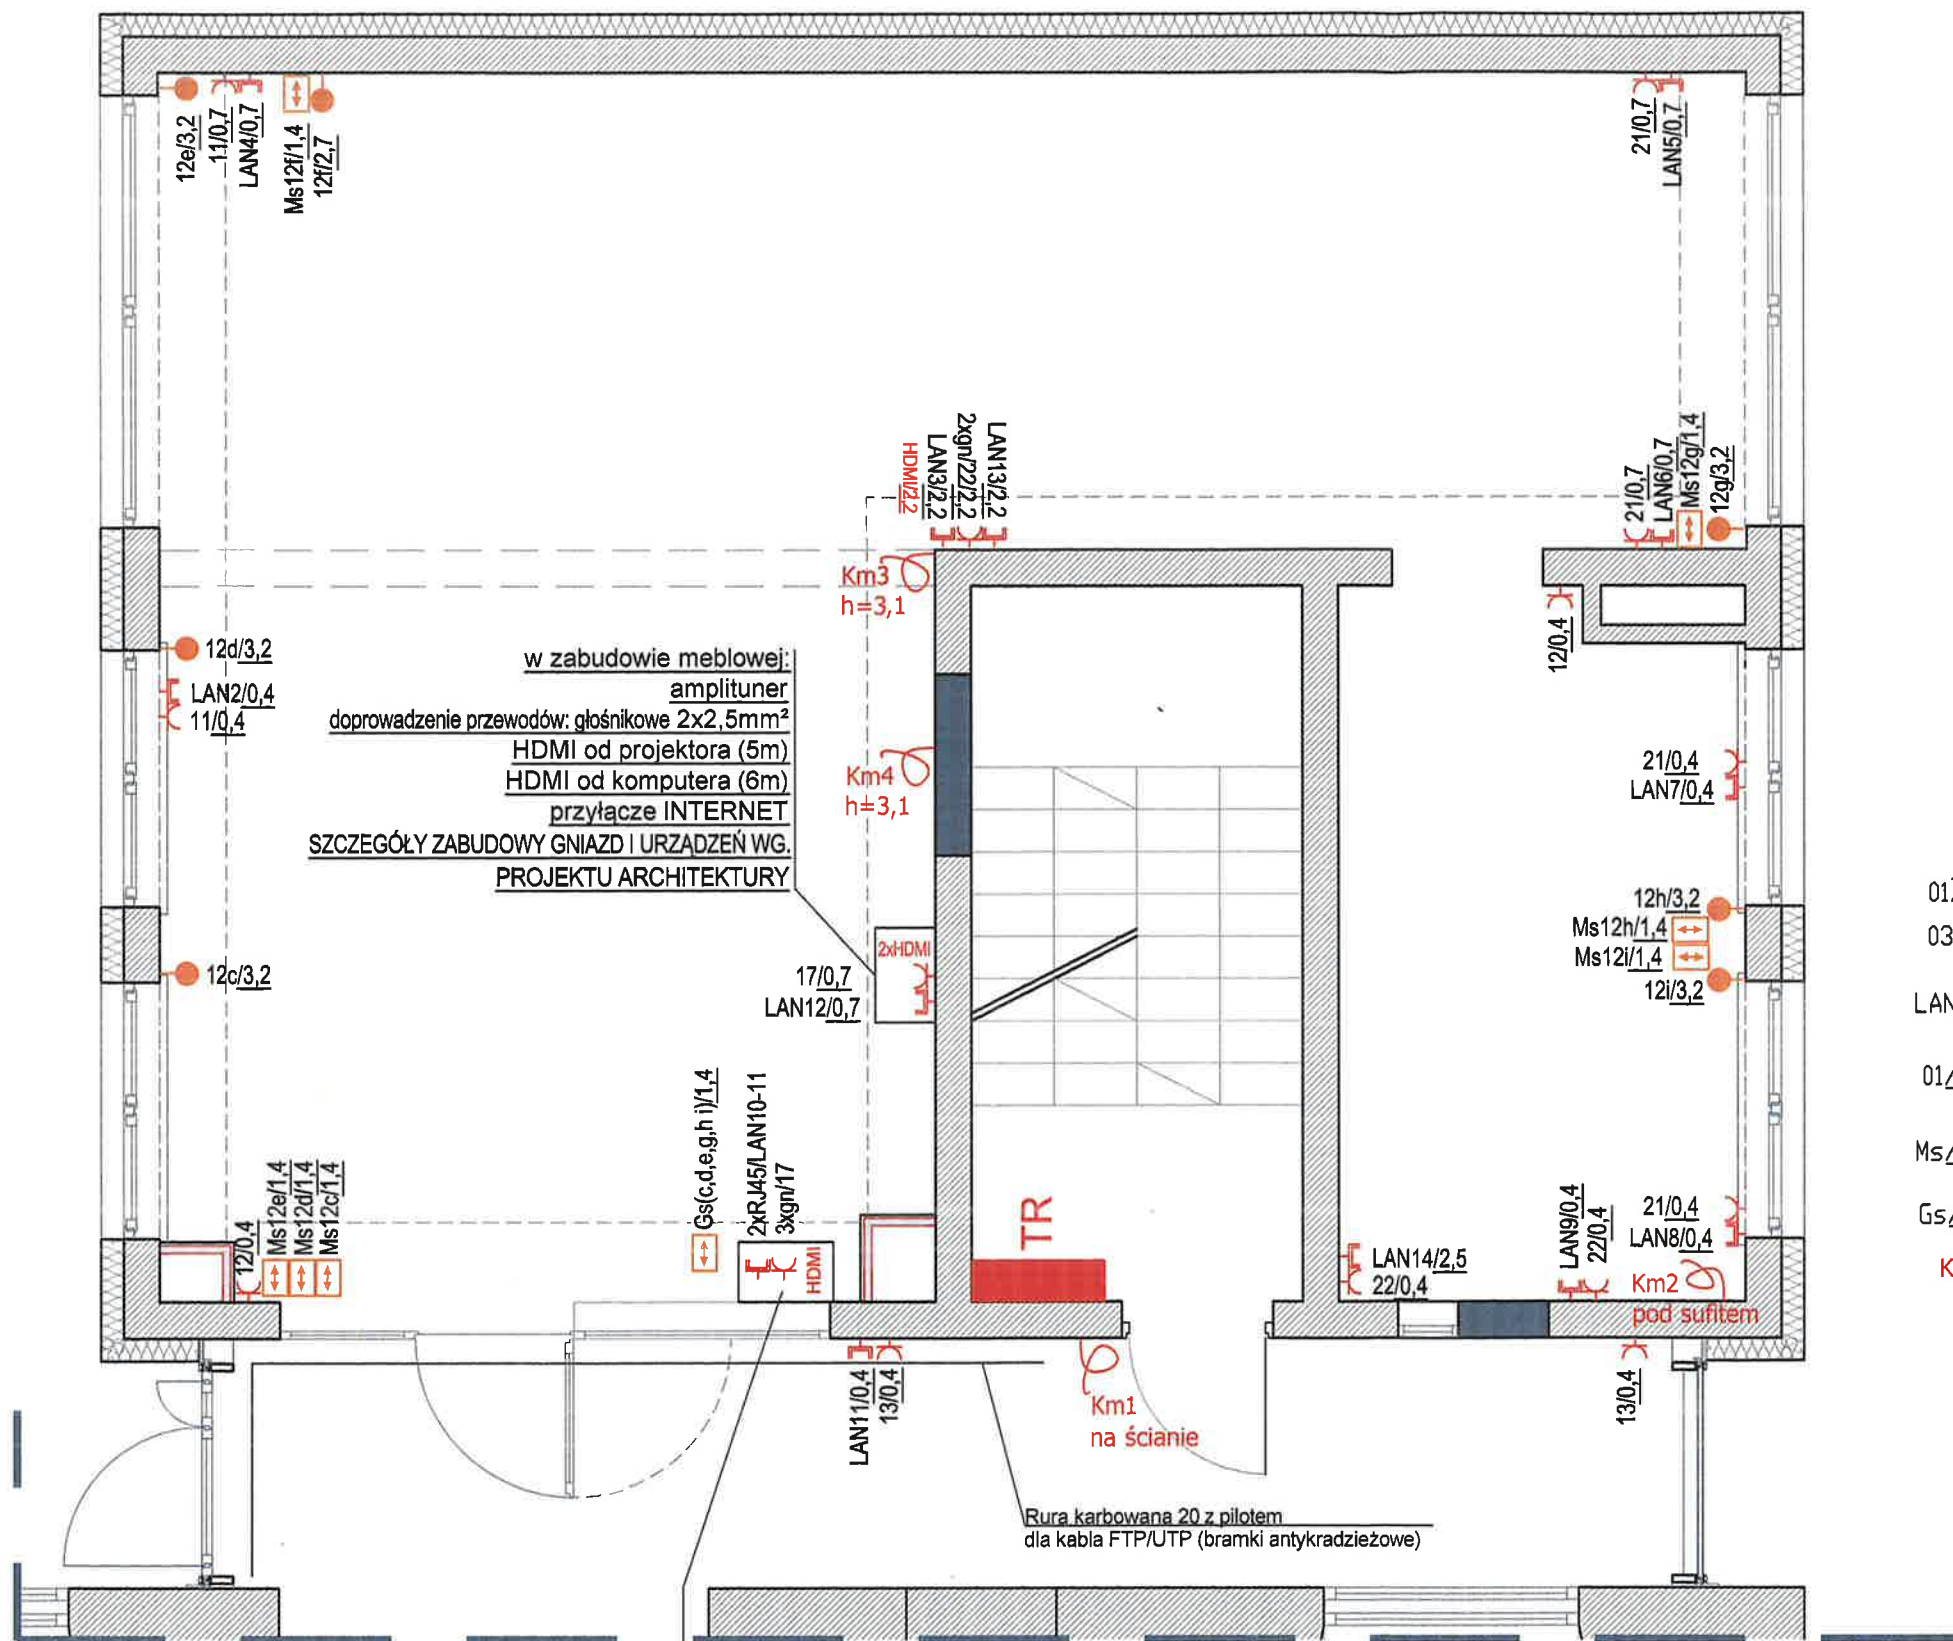 12e/3,2
11/0,7
LAN4/0,7
Ms12f/1,4
12f/2,7
21/0,7
LAN5/0,7
HDMI/2,2
LAN3/2,2
2xgn/22/2,2
LAN13/2,2
21/0,7
LAN6/0,7
Ms12g/1,4
12g/3,2
Km3
h=3,1
12/0,4
12d/3,2
LAN2/0,4
11/0,4
w zabudowie meblowej:
amplituner
doprowadzenie przewodów: głośnikowe 2x2,5mm²
HDMI od projektora (5m)
HDMI od komputera (6m)
przyłącze INTERNET
SZCZEGÓŁY ZABUDOWY GNIAZD I URZĄDZEŃ WG.
PROJEKTU ARCHITEKTURY
Km4
h=3,1
21/0,4
LAN7/0,4
12h/3,2
Ms12h/1,4
Ms12i/1,4
12i/3,2
03
LAN
01/
Ms/
Gs/
K
12c/3,2
2xHDMI
17/0,7
LAN12/0,7
12/0,4
Ms12e/1,4
Ms12d/1,4
Ms12c/1,4
Gs(c,d,e,g,h i)/1,4
2xRJ45/LAN10-11
3xgn/17
HDMI
TR
LAN14/2,5
22/0,4
LAN9/0,4
22/0,4
21/0,4
LAN8/0,4
Km2
pod sufitem
LAN11/0,4
13/0,4
Km1
na ścianie
13/0,4
Rura karbowana 20 z pilotem
dla kabla FTP/UTP (bramki antykradzieżowe)